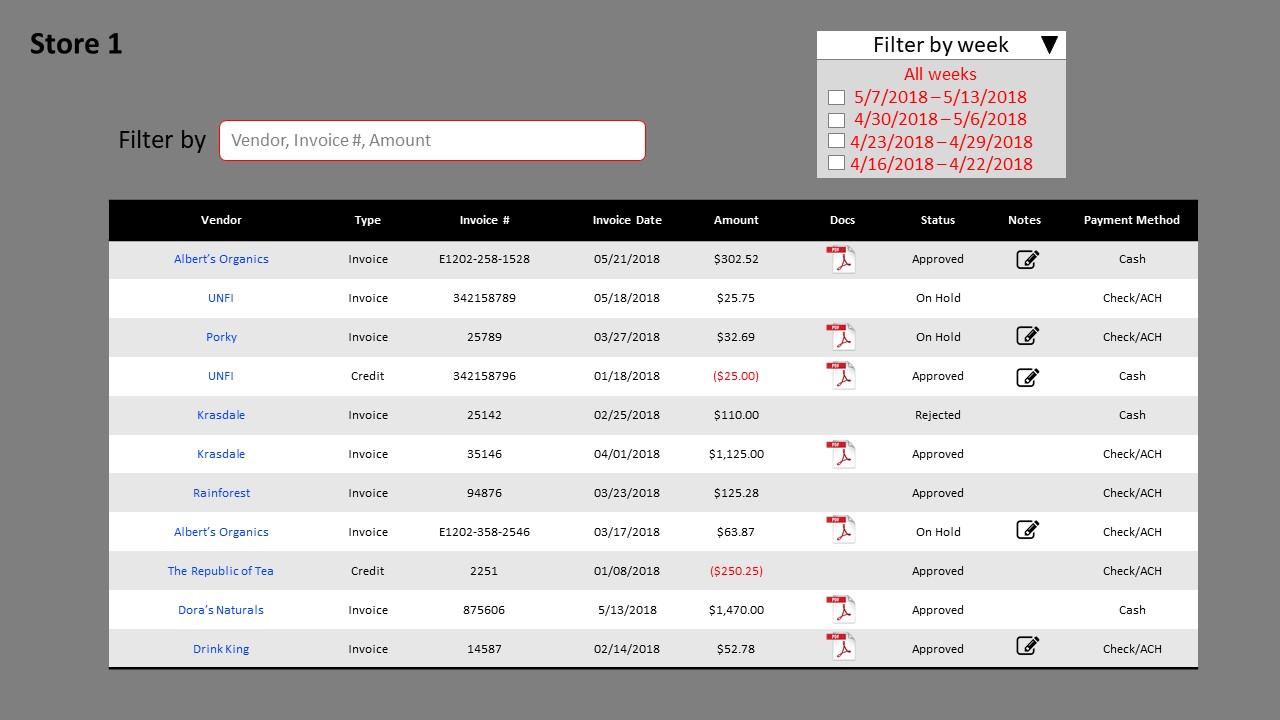 Store 1
Filter by week ▼
All weeks
5/7/2018 – 5/13/2018
4/30/2018 – 5/6/2018
4/23/2018 – 4/29/2018
4/16/2018 – 4/22/2018
Filter by Vendor, Invoice #, Amount
Vendor Type Invoice # Invoice Date Amount Docs Status Notes Payment Method
Albert's Organics Invoice E1202-258-1528 05/21/2018 $302.52 PDF Approved Cash
UNFI Invoice 342158789 05/18/2018 $25.75 On Hold Check/ACH
Porky Invoice 25789 03/27/2018 $32.69 PDF On Hold Check/ACH
UNFI Credit 342158796 01/18/2018 ($25.00) PDF Approved Cash
Krasdale Invoice 25142 02/25/2018 $110.00 Rejected Cash
Krasdale Invoice 35146 04/01/2018 $1,125.00 PDF Approved Check/ACH
Rainforest Invoice 94876 03/23/2018 $125.28 Approved Check/ACH
Albert's Organics Invoice E1202-358-2546 03/17/2018 $63.87 PDF On Hold Check/ACH
The Republic of Tea Credit 2251 01/08/2018 ($250.25) Approved Check/ACH
Dora's Naturals Invoice 875606 5/13/2018 $1,470.00 PDF Approved Cash
Drink King Invoice 14587 02/14/2018 $52.78 PDF Approved Check/ACH